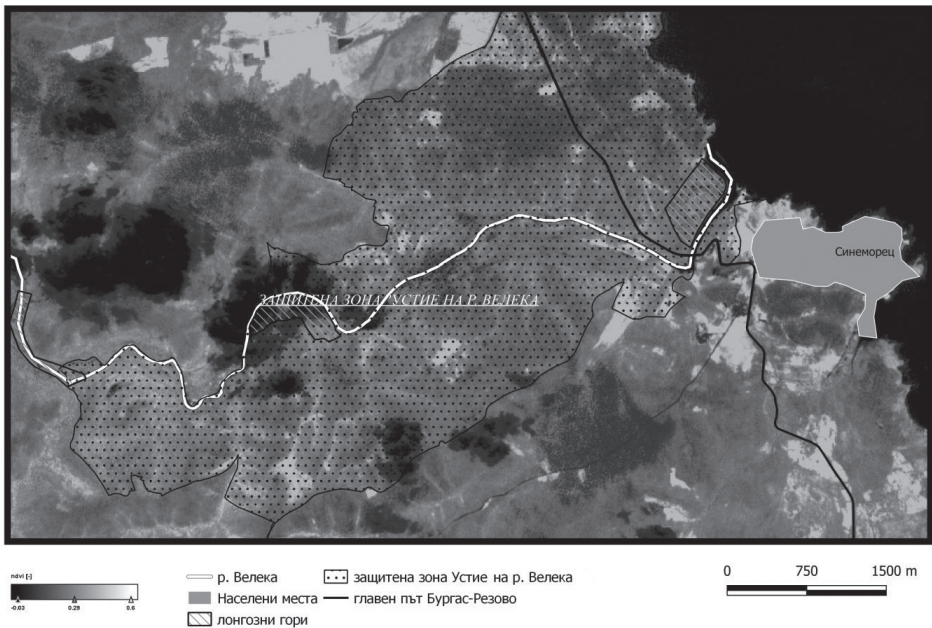 Синеморец
ЗАЩИТЕНА ЗОНА "УСТИЕ НА Р. ВЕЛЕКА
ndvi [-]
-0.03 0.29 0.6
р. Велека
Населени места
лонгозни гори
защитена зона Устие на р. Велека
главен път Бургас-Резово
0 750 1500 m